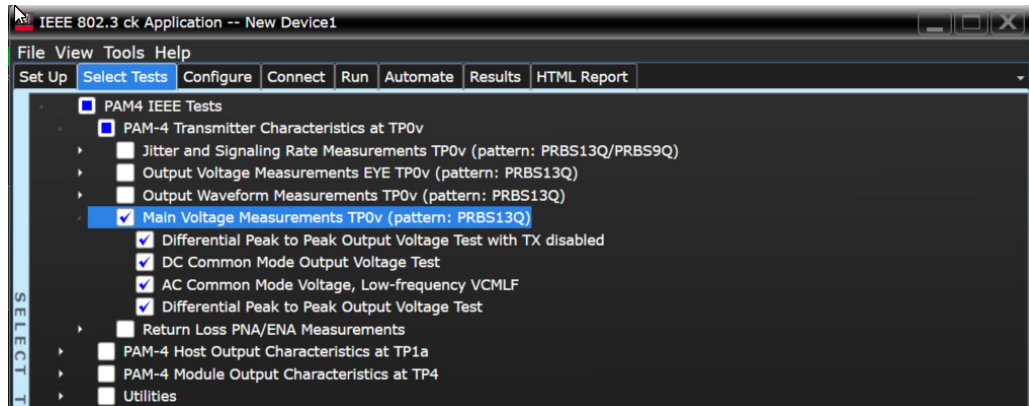 IEEE 802.3 ck Application -- New Device1
File View Tools Help
Set Up Select Tests Configure Connect Run Automate Results HTML Report
PAM4 IEEE Tests
PAM-4 Transmitter Characteristics at TP0v
Jitter and Signaling Rate Measurements TP0v (pattern: PRBS13Q/PRBS9Q)
Output Voltage Measurements EYE TP0v (pattern: PRBS13Q)
Output Waveform Measurements TP0v (pattern: PRBS13Q)
Main Voltage Measurements TP0v (pattern: PRBS13Q)
Differential Peak to Peak Output Voltage Test with TX disabled
DC Common Mode Output Voltage Test
AC Common Mode Voltage, Low-frequency VCMLF
Differential Peak to Peak Output Voltage Test
Return Loss PNA/ENA Measurements
PAM-4 Host Output Characteristics at TP1a
PAM-4 Module Output Characteristics at TP4
Utilities
SELECT T